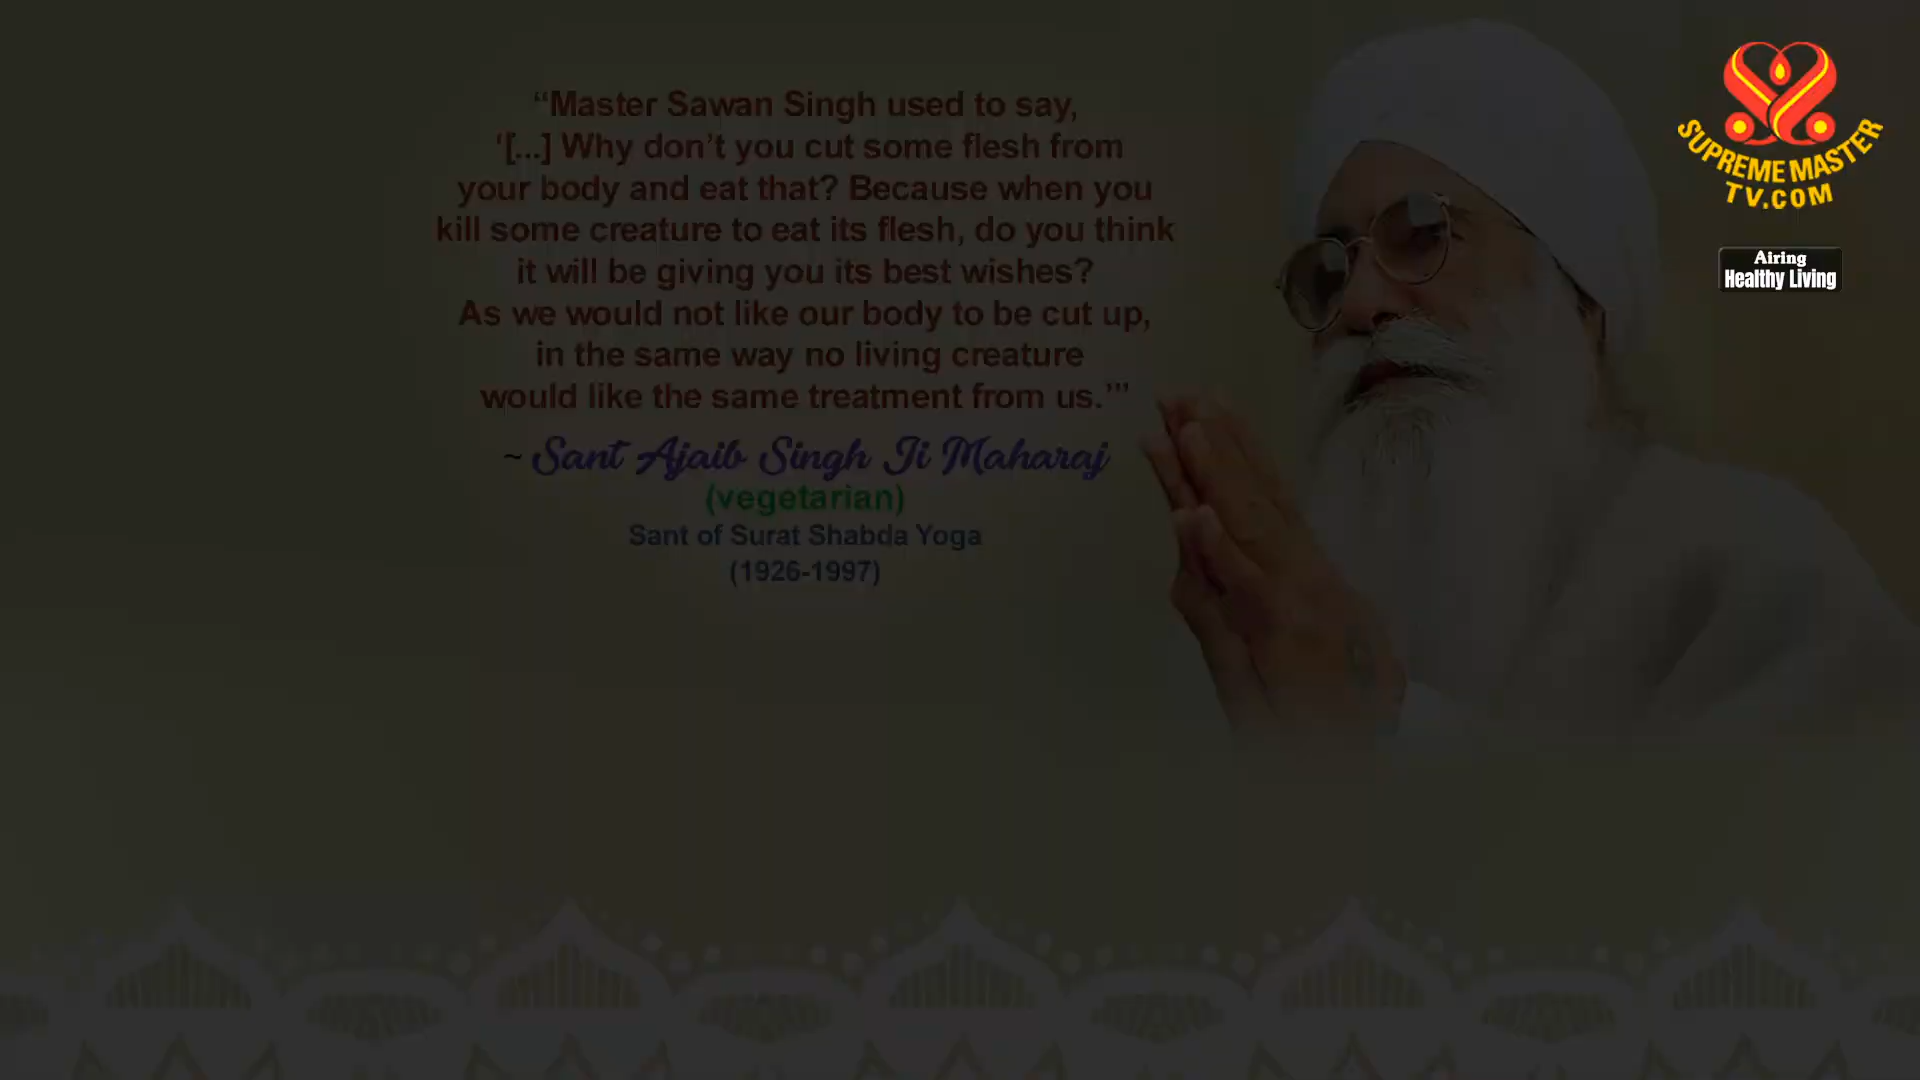 “Master Sawan Singh used to say,
‘[...] Why don’t you cut some flesh from
your body and eat that? Because when you
kill some creature to eat its flesh, do you think
it will be giving you its best wishes?
As we would not like our body to be cut up,
in the same way no living creature
would like the same treatment from us.’”
~ Sant Ajaib Singh Ji Maharaj
(vegetarian)
Sant of Surat Shabda Yoga
(1926-1997)
SUPREME MASTER
TV.COM
Airing
Healthy Living